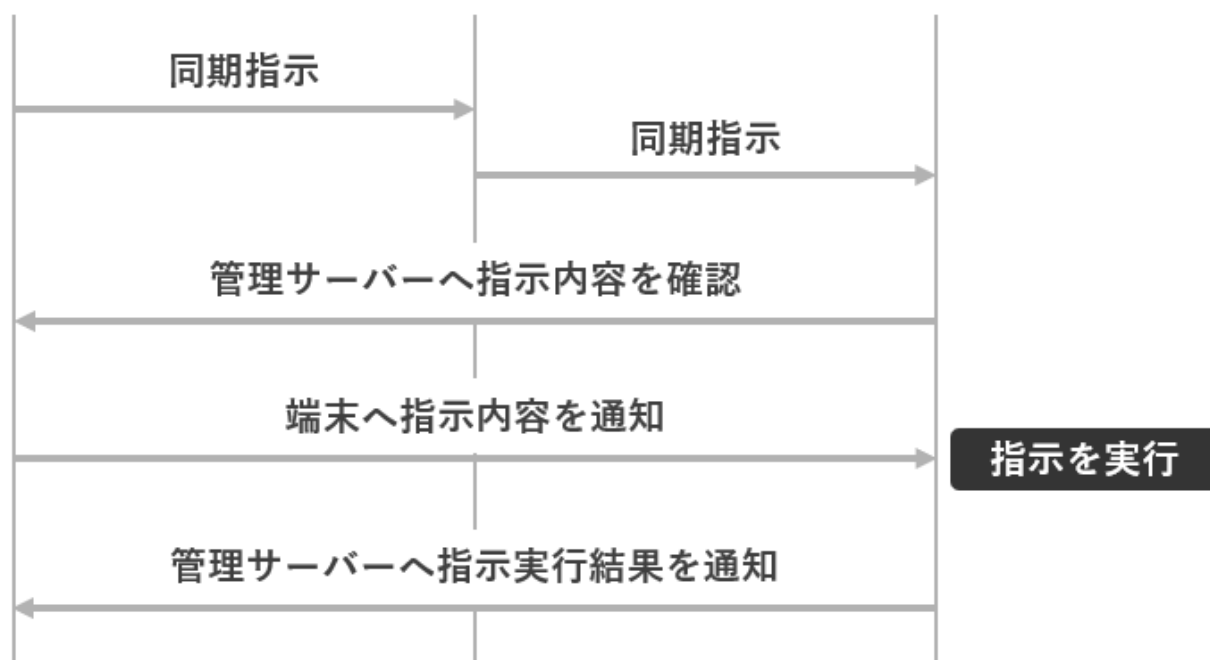 同期指示
同期指示
管理サーバーへ指示内容を確認
端末へ指示内容を通知
指示を実行
管理サーバーへ指示実行結果を通知